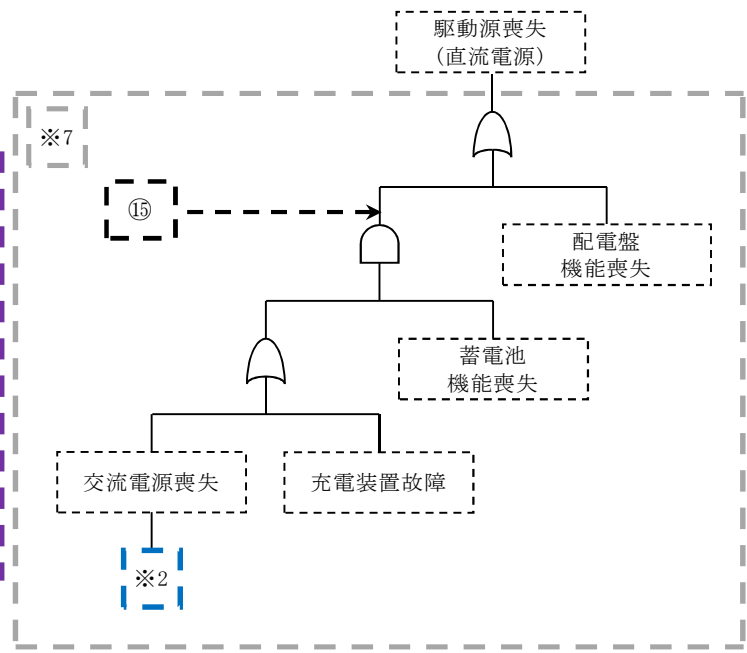 駆動源喪失
(直流電源)
※7
⑮
配電盤
機能喪失
蓄電池
機能喪失
交流電源喪失
充電装置故障
※2